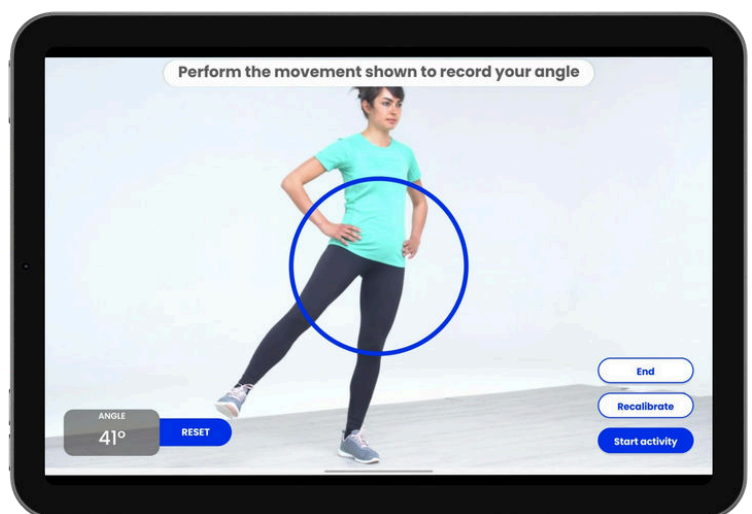 Perform the movement shown to record your angle
End
Recalibrate
ANGLE
41°
RESET
Start activity